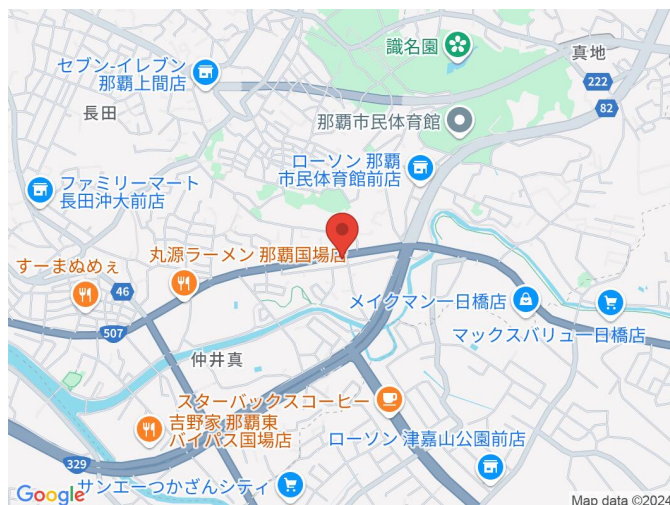 識名園
真地
セブン-イレブン
那覇上間店
222
82
長田
那覇市民体育館
ローソン 那覇
市民体育館前店
ファミリーマート
長田沖大前店
丸源ラーメン 那覇国場店
すーまぬめぇ
46
メイクマン一日橋店
507
マックスバリュ一日橋店
仲井真
スターバックスコーヒー
吉野家 那覇東
バイパス国場店
ローソン 津嘉山公園前店
329
サンエーつかざんシティ
Google
Map data ©2024